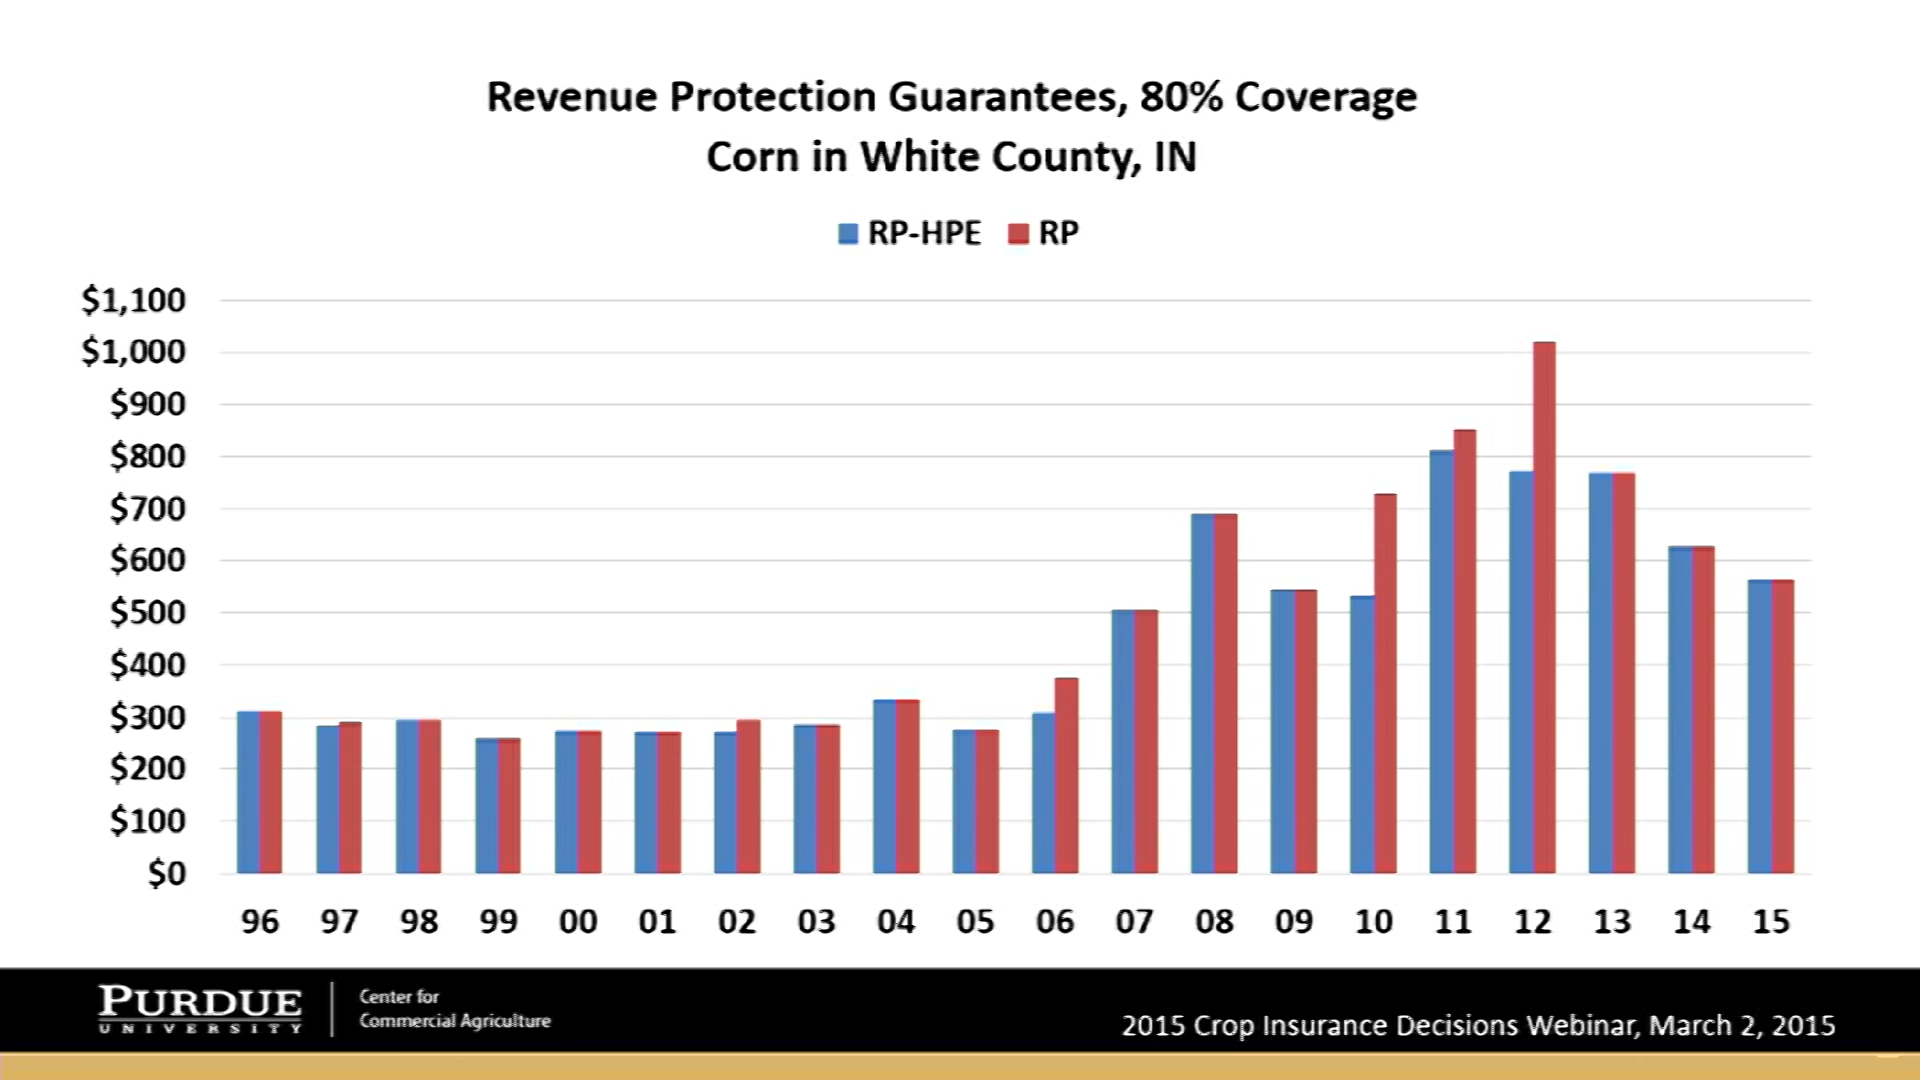 Revenue Protection Guarantees, 80% Coverage
Corn in White County, IN
RP-HPE RP
$1,100
$1,000
$900
$800
$700
$600
$500
$400
$300
$200
$100
$0
96 97 98 99 00 01 02 03 04 05 06 07 08 09 10 11 12 13 14 15
PURDUE
UNIVERSITY
Center for
Commercial Agriculture
2015 Crop Insurance Decisions Webinar, March 2, 2015